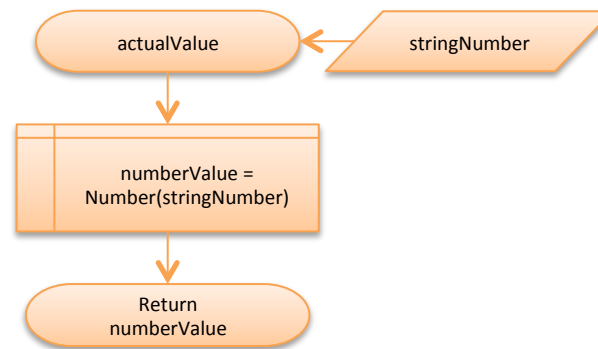 actualValue
stringNumber
numberValue =
Number(stringNumber)
Return
numberValue